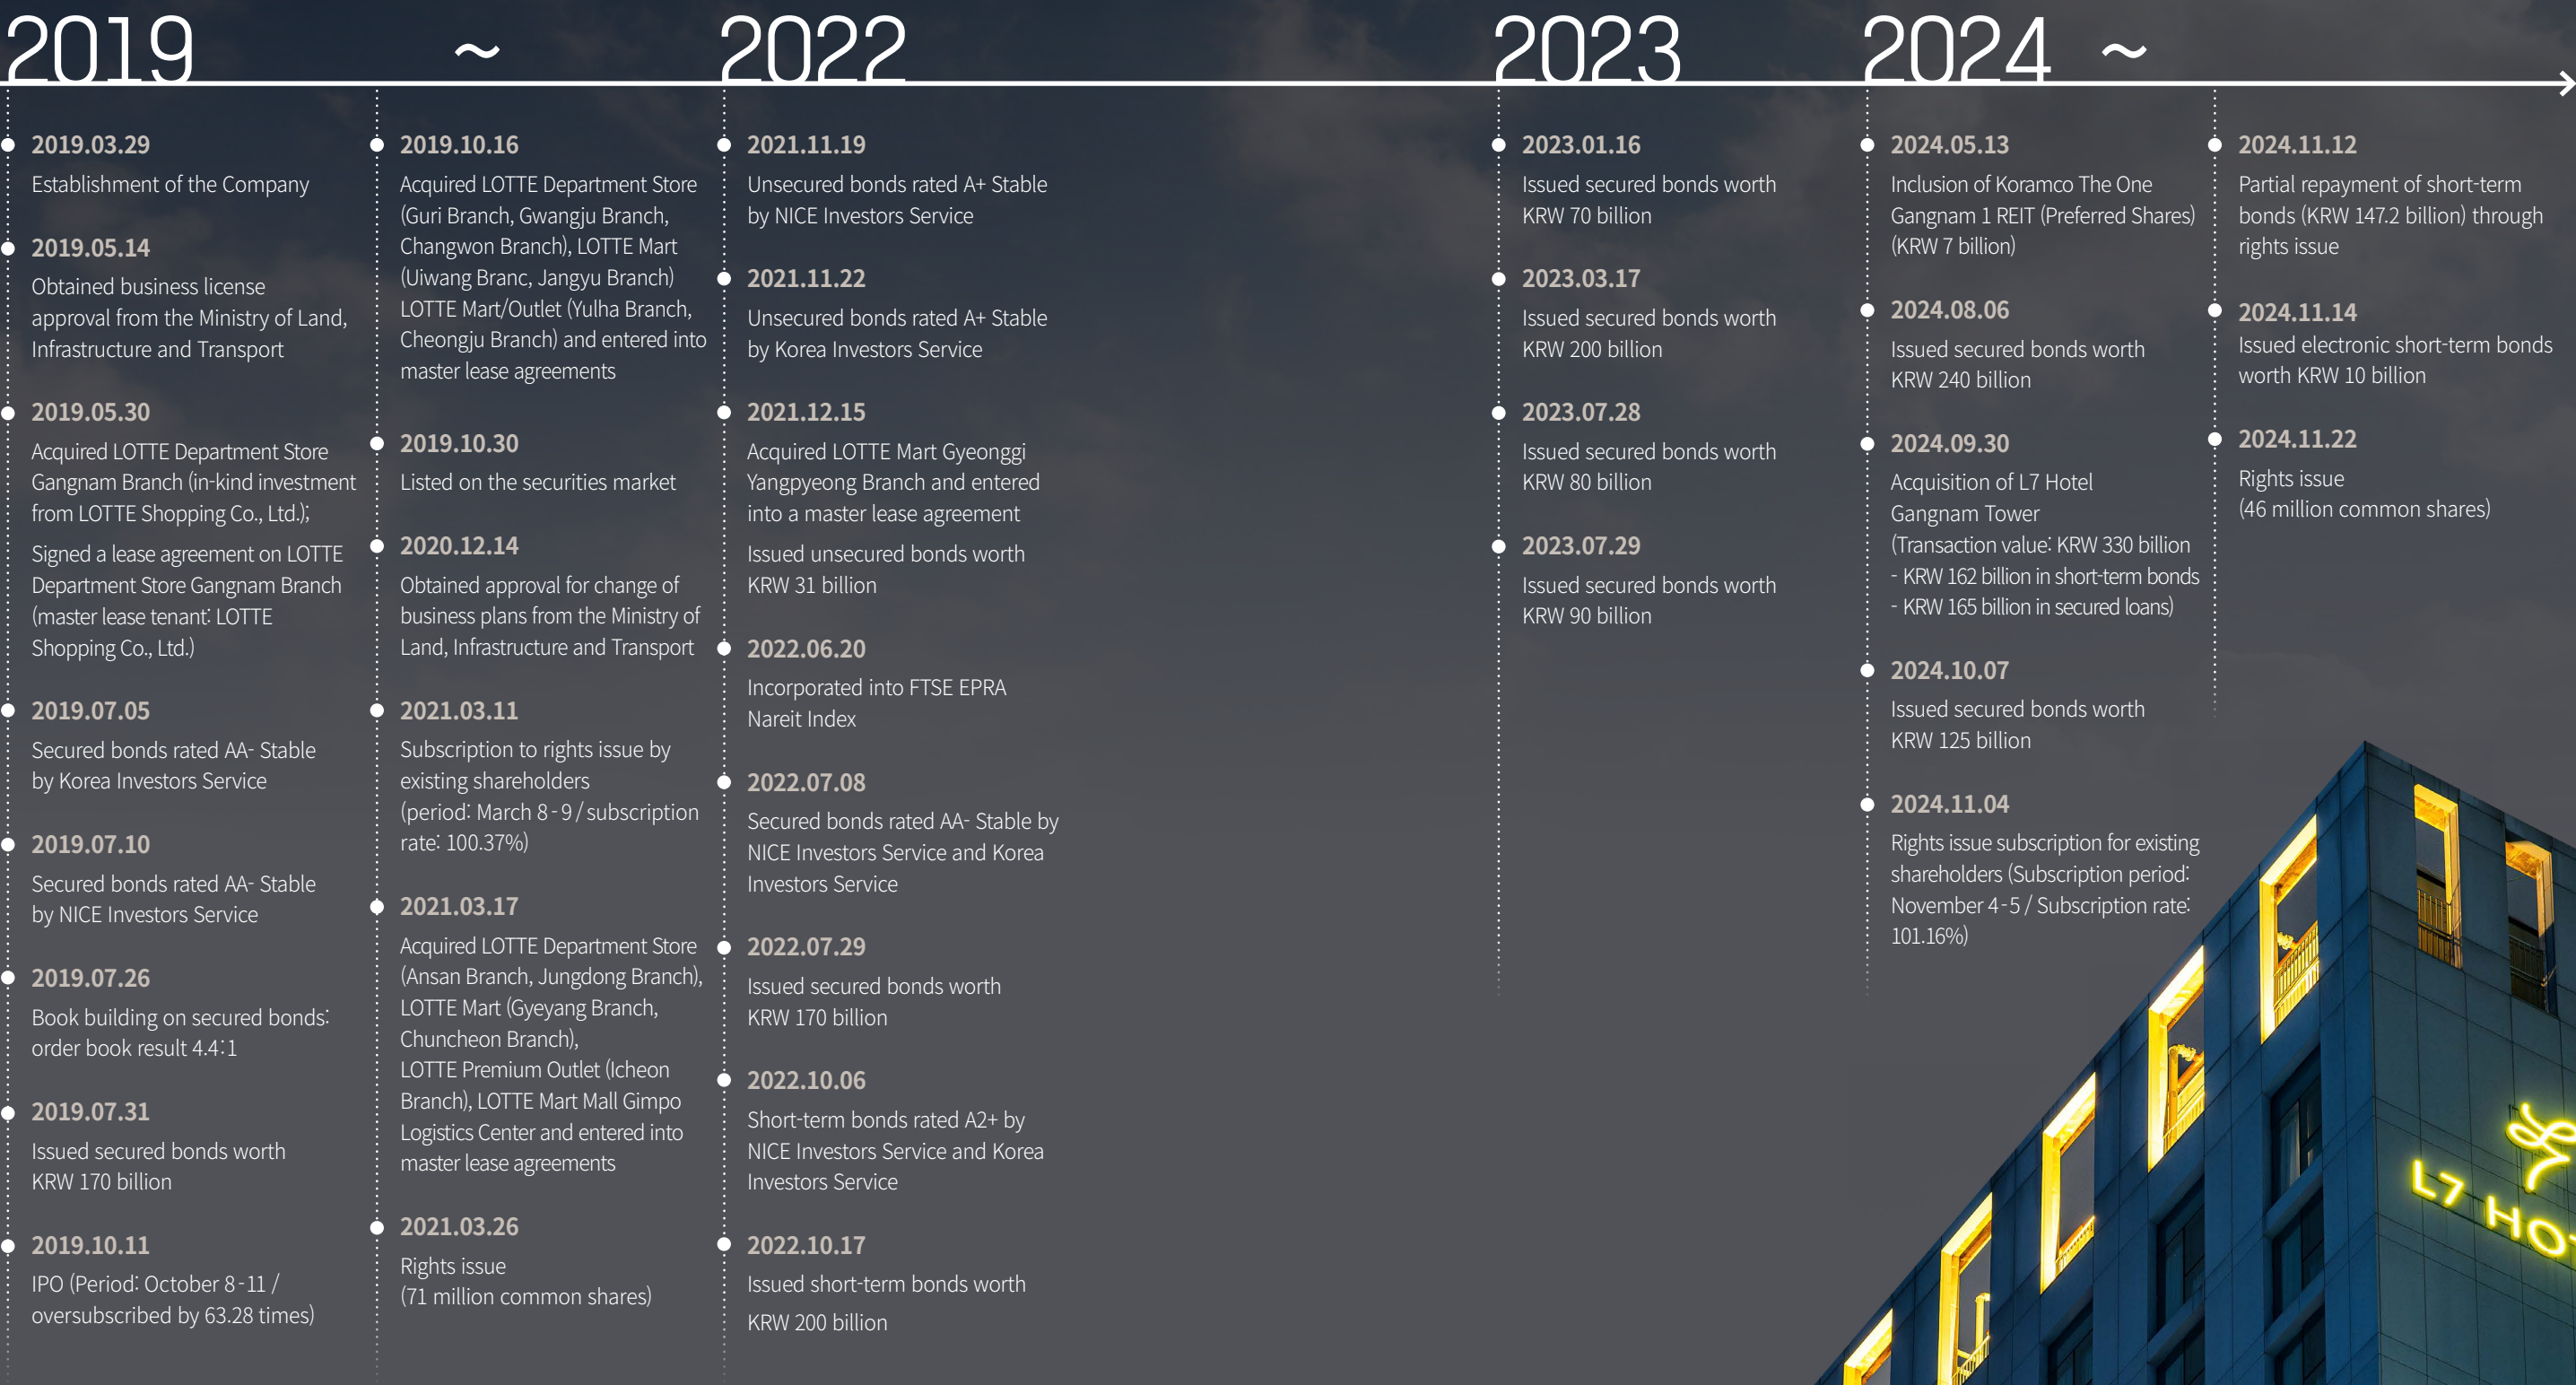 2019 ~ 2022 2023 2024 ~
2019.03.29
Establishment of the Company
2019.05.14
Obtained business license
approval from the Ministry of Land,
Infrastructure and Transport
2019.05.30
Acquired LOTTE Department Store
Gangnam Branch (in-kind investment
from LOTTE Shopping Co., Ltd.);
Signed a lease agreement on LOTTE
Department Store Gangnam Branch
(master lease tenant: LOTTE
Shopping Co., Ltd.)
2019.07.05
Secured bonds rated AA- Stable
by Korea Investors Service
2019.07.10
Secured bonds rated AA- Stable
by NICE Investors Service
2019.07.26
Book building on secured bonds:
order book result 4.4:1
2019.07.31
Issued secured bonds worth
KRW 170 billion
2019.10.11
IPO (Period: October 8-11 /
oversubscribed by 63.28 times)
2019.10.16
Acquired LOTTE Department Store
(Guri Branch, Gwangju Branch,
Changwon Branch), LOTTE Mart
(Uiwang Branc, Jangyu Branch)
LOTTE Mart/Outlet (Yulha Branch,
Cheongju Branch) and entered into
master lease agreements
2019.10.30
Listed on the securities market
2020.12.14
Obtained approval for change of
business plans from the Ministry of
Land, Infrastructure and Transport
2021.03.11
Subscription to rights issue by
existing shareholders
(period: March 8-9/subscription
rate: 100.37%)
2021.03.17
Acquired LOTTE Department Store
(Ansan Branch, Jungdong Branch),
LOTTE Mart (Gyeyang Branch,
Chuncheon Branch),
LOTTE Premium Outlet (Icheon
Branch), LOTTE Mart Mall Gimpo
Logistics Center and entered into
master lease agreements
2021.03.26
Rights issue
(71 million common shares)
2021.11.19
Unsecured bonds rated A+ Stable
by NICE Investors Service
2021.11.22
Unsecured bonds rated A+ Stable
by Korea Investors Service
2021.12.15
Acquired LOTTE Mart Gyeonggi
Yangpyeong Branch and entered
into a master lease agreement
Issued unsecured bonds worth
KRW 31 billion
2022.06.20
Incorporated into FTSE EPRA
Nareit Index
2022.07.08
Secured bonds rated AA- Stable by
NICE Investors Service and Korea
Investors Service
2022.07.29
Issued secured bonds worth
KRW 170 billion
2022.10.06
Short-term bonds rated A2+ by
NICE Investors Service and Korea
Investors Service
2022.10.17
Issued short-term bonds worth
KRW 200 billion
2023.01.16
Issued secured bonds worth
KRW 70 billion
2023.03.17
Issued secured bonds worth
KRW 200 billion
2023.07.28
Issued secured bonds worth
KRW 80 billion
2023.07.29
Issued secured bonds worth
KRW 90 billion
2024.05.13
Inclusion of Koramco The One
Gangnam 1 REIT (Preferred Shares)
(KRW 7 billion)
2024.08.06
Issued secured bonds worth
KRW 240 billion
2024.09.30
Acquisition of L7 Hotel
Gangnam Tower
(Transaction value: KRW 330 billion
- KRW 162 billion in short-term bonds
- KRW 165 billion in secured loans)
2024.10.07
Issued secured bonds worth
KRW 125 billion
2024.11.04
Rights issue subscription for existing
shareholders (Subscription period:
November 4-5 / Subscription rate:
101.16%)
2024.11.12
Partial repayment of short-term
bonds (KRW 147.2 billion) through
rights issue
2024.11.14
Issued electronic short-term bonds
worth KRW 10 billion
2024.11.22
Rights issue
(46 million common shares)
L7 HO